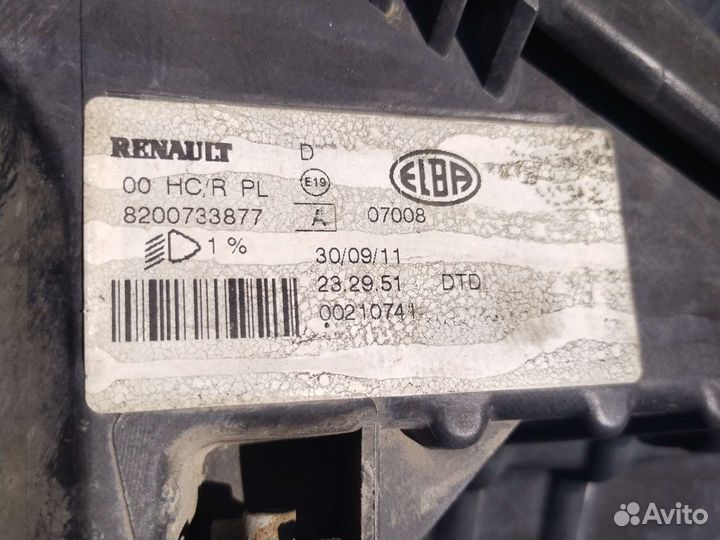 RENAULT D
ELBA
00 HC/R PL E19
8200733877 A 07008
1 % 30/09/11
23.29.51 DTD
00210741
Avito